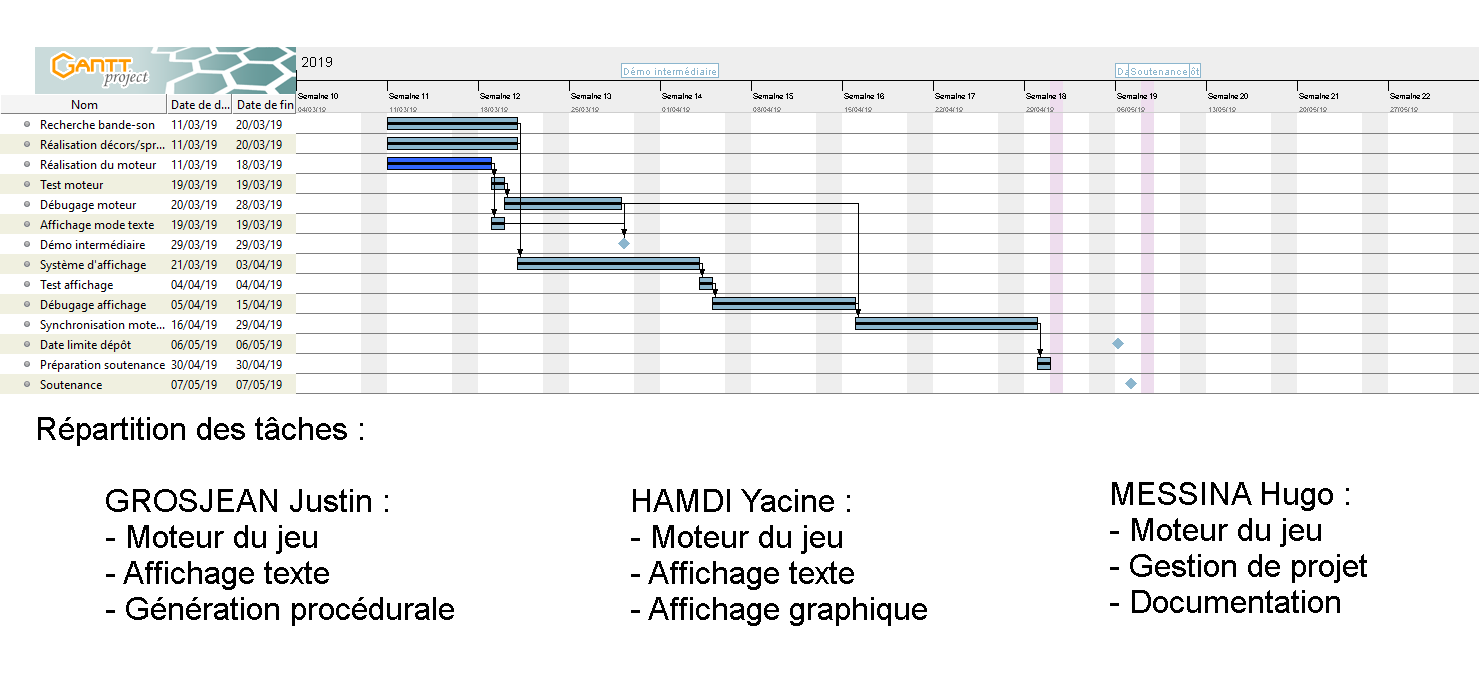 GANTT
project
2019
Démo intermédiaire
Da Soutenance ôt
Semaine 10 Semaine 11 Semaine 12 Semaine 13 Semaine 14 Semaine 15 Semaine 16 Semaine 17 Semaine 18 Semaine 19 Semaine 20 Semaine 21 Semaine 22
04/03/19 11/03/19 18/03/19 25/03/19 01/04/19 08/04/19 15/04/19 22/04/19 29/04/19 06/05/19 13/05/19 20/05/19 27/05/19
Nom Date de d... Date de fin
Recherche bande-son 11/03/19 20/03/19
Réalisation décors/spr... 11/03/19 20/03/19
Réalisation du moteur 11/03/19 18/03/19
Test moteur 19/03/19 19/03/19
Débugage moteur 20/03/19 28/03/19
Affichage mode texte 19/03/19 19/03/19
Démo intermédiaire 29/03/19 29/03/19
Système d'affichage 21/03/19 03/04/19
Test affichage 04/04/19 04/04/19
Débugage affichage 05/04/19 15/04/19
Synchronisation mote... 16/04/19 29/04/19
Date limite dépôt 06/05/19 06/05/19
Préparation soutenance 30/04/19 30/04/19
Soutenance 07/05/19 07/05/19
Répartition des tâches :
GROSJEAN Justin :
- Moteur du jeu
- Affichage texte
- Génération procédurale
HAMDI Yacine :
- Moteur du jeu
- Affichage texte
- Affichage graphique
MESSINA Hugo :
- Moteur du jeu
- Gestion de projet
- Documentation